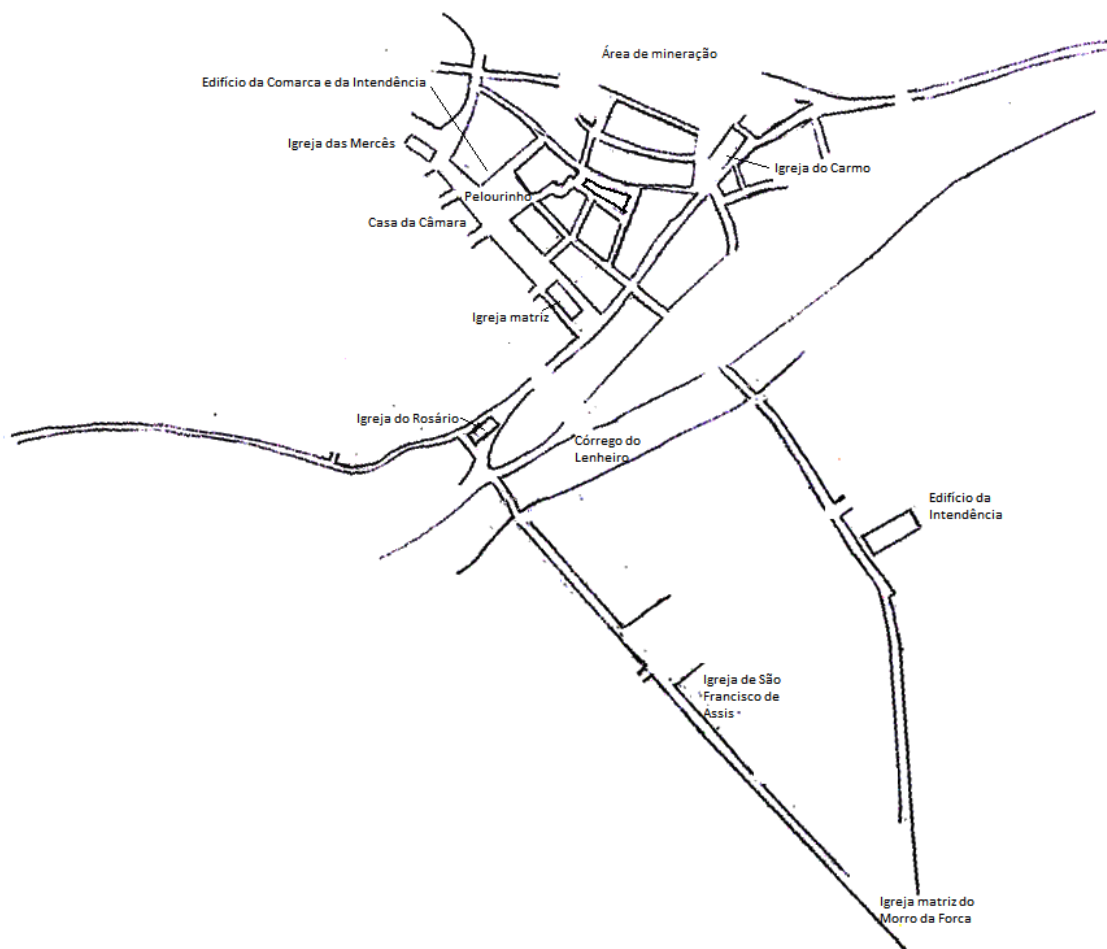 Área de mineração
Edifício da Comarca e da Intendência
Igreja das Mercês
Igreja do Carmo
Pelourinho
Casa da Câmara
Igreja matriz
Igreja do Rosário
Córrego do
Lenheiro
Edifício da
Intendência
Igreja de São
Francisco de
Assis
Igreja matriz do
Morro da Forca